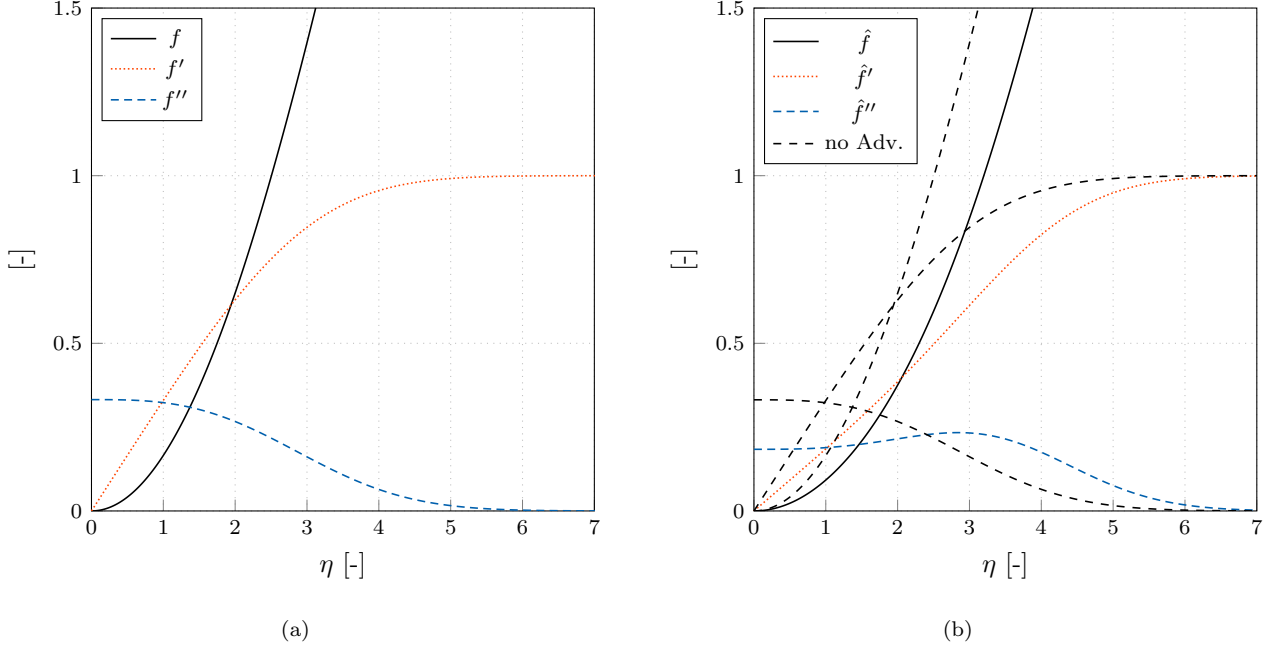 f
f′
f′′
1.5
1
0.5
0
[-]
0 1 2 3 4 5 6 7
η [-]
(a)
f̂
f̂′
f̂′′
no Adv.
1.5
1
0.5
0
[-]
0 1 2 3 4 5 6 7
η [-]
(b)